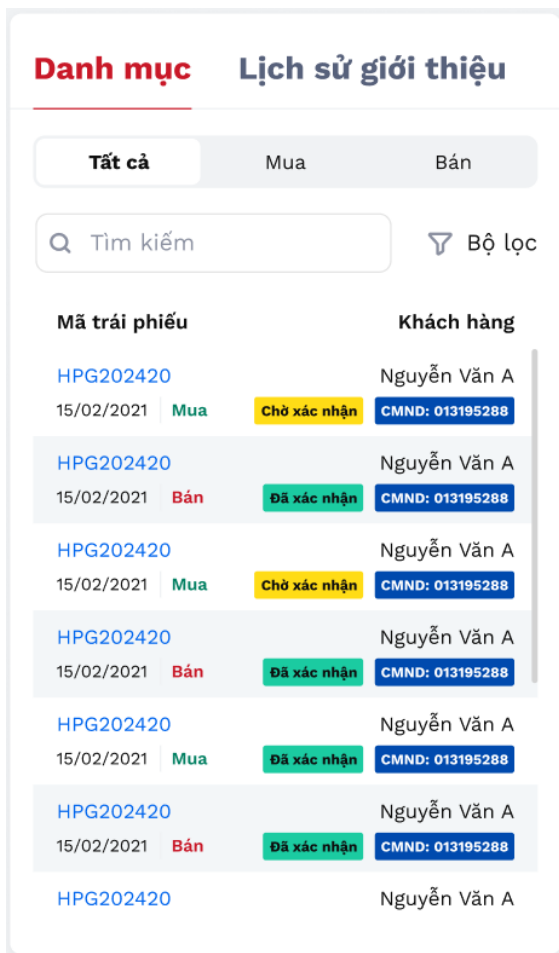 Danh mục Lịch sử giới thiệu
Tất cả Mua Bán
Tìm kiếm Bộ lọc
Mã trái phiếu Khách hàng
HPG202420 Nguyễn Văn A
15/02/2021 Mua Chờ xác nhận CMND: 013195288
HPG202420 Nguyễn Văn A
15/02/2021 Bán Đã xác nhận CMND: 013195288
HPG202420 Nguyễn Văn A
15/02/2021 Mua Chờ xác nhận CMND: 013195288
HPG202420 Nguyễn Văn A
15/02/2021 Bán Đã xác nhận CMND: 013195288
HPG202420 Nguyễn Văn A
15/02/2021 Mua Đã xác nhận CMND: 013195288
HPG202420 Nguyễn Văn A
15/02/2021 Bán Đã xác nhận CMND: 013195288
HPG202420 Nguyễn Văn A